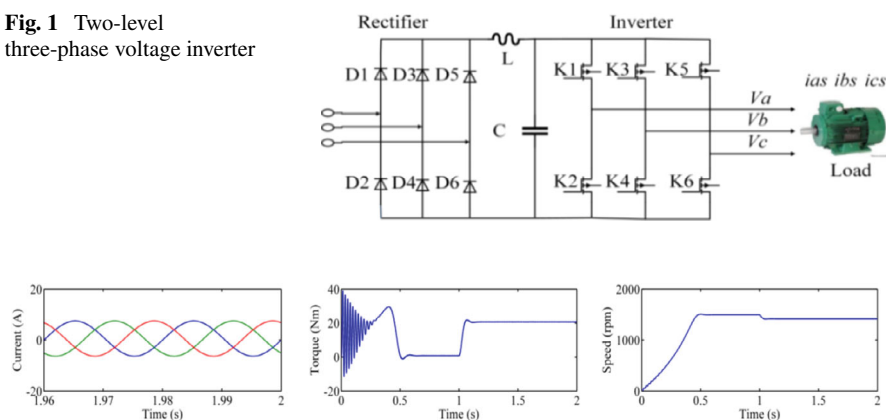 Fig. 1 Two-level
three-phase voltage inverter
Rectifier
Inverter
L
D1 D3 D5
K1 K3 K5
ias ibs ics
Va
Vb
Vc
C
D2 D4 D6
K2 K4 K6
Load
Current (A)
20
0
-20
1.96 1.97 1.98 1.99 2
Time (s)
Torque (Nm)
40
20
0
-20
0 0.5 1 1.5 2
Time (s)
Speed (rpm)
2000
1000
0
0 0.5 1 1.5 2
Time (s)